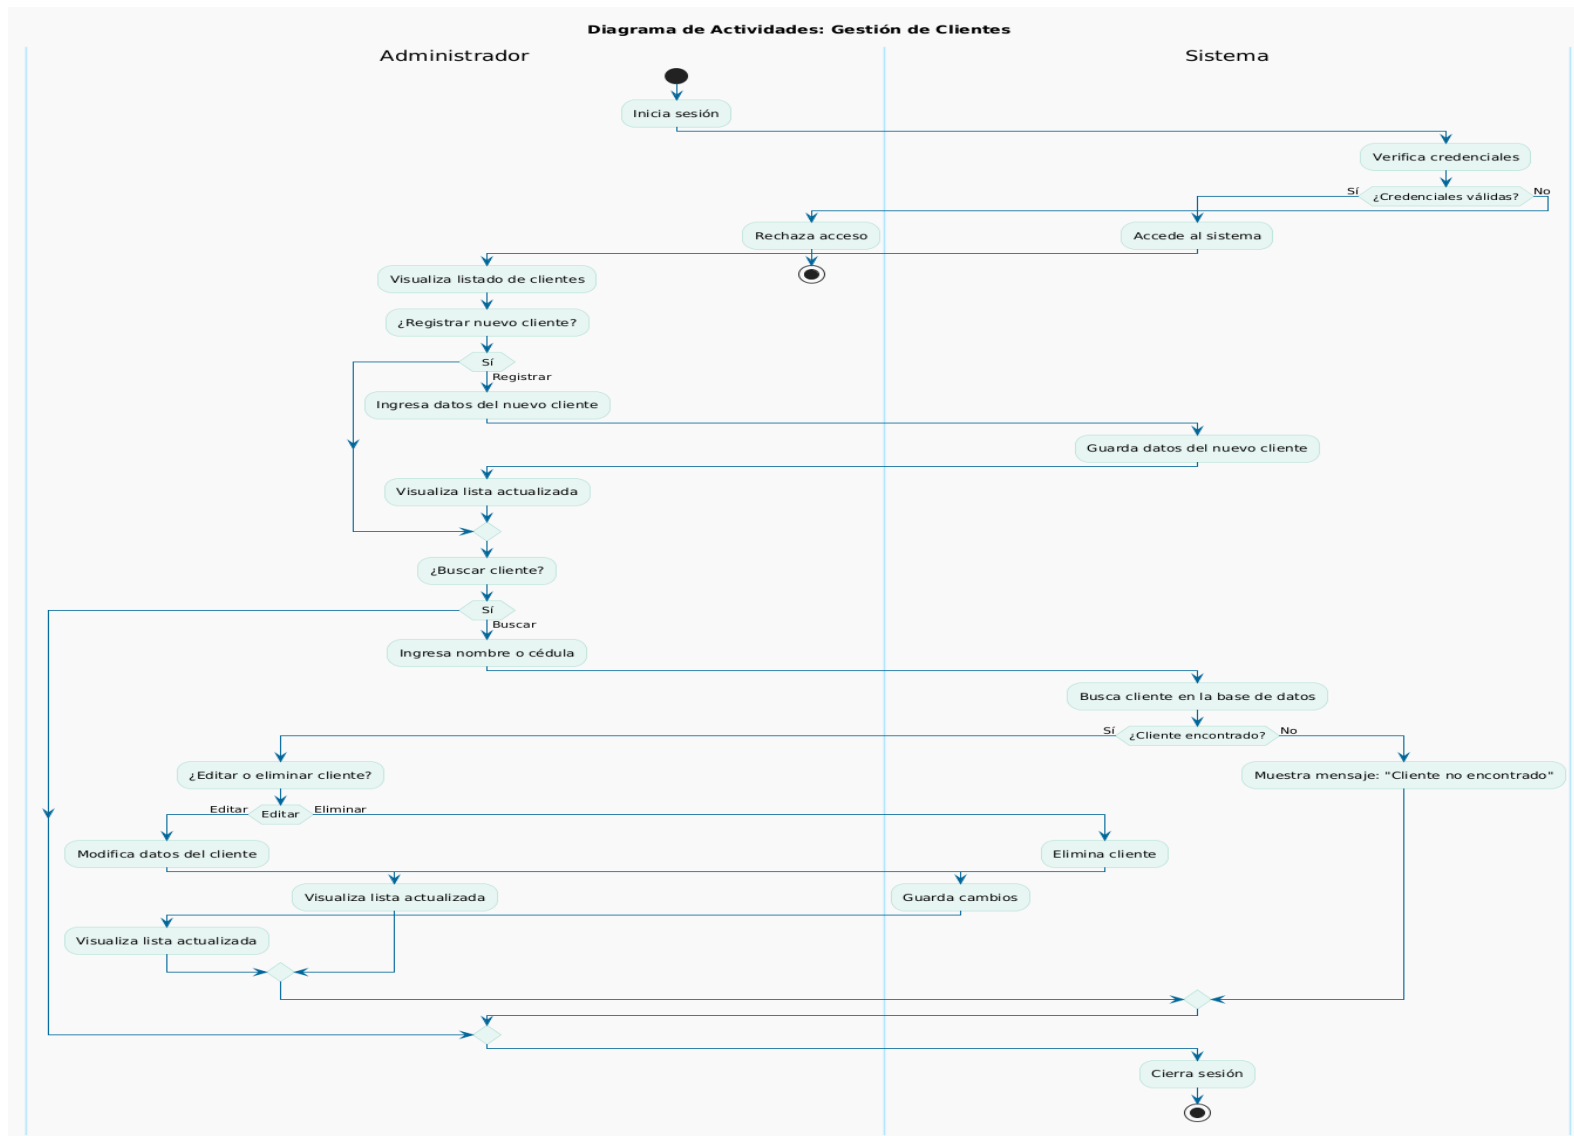 Diagrama de Actividades: Gestión de Clientes
Administrador
Sistema
Inicia sesión
Verifica credenciales
Sí
¿Credenciales válidas?
No
Rechaza acceso
Accede al sistema
Visualiza listado de clientes
¿Registrar nuevo cliente?
Sí
Registrar
Ingresa datos del nuevo cliente
Guarda datos del nuevo cliente
Visualiza lista actualizada
¿Buscar cliente?
Sí
Buscar
Ingresa nombre o cédula
Busca cliente en la base de datos
Sí
¿Cliente encontrado?
No
¿Editar o eliminar cliente?
Muestra mensaje: "Cliente no encontrado"
Editar
Editar
Eliminar
Modifica datos del cliente
Elimina cliente
Visualiza lista actualizada
Guarda cambios
Visualiza lista actualizada
Cierra sesión